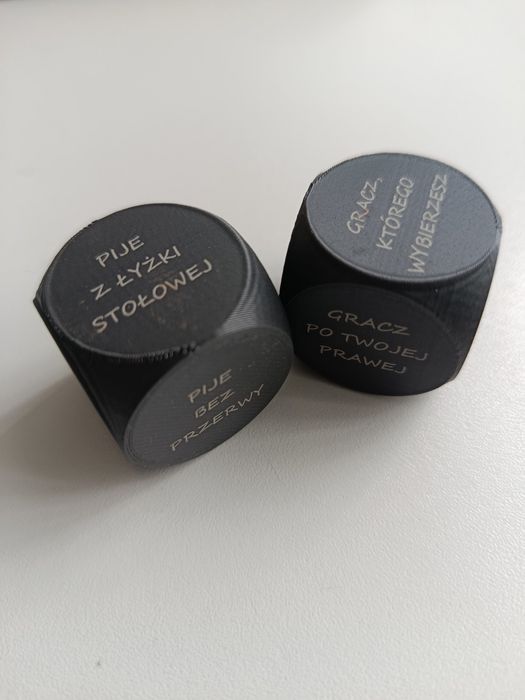 PIJE
Z ŁYŻKI
STOŁOWEJ
PIJE
BEZ
PRZERWY
GRACZ,
KTÓREGO
WYBIERZESZ
GRACZ
PO TWOJEJ
PRAWEJ